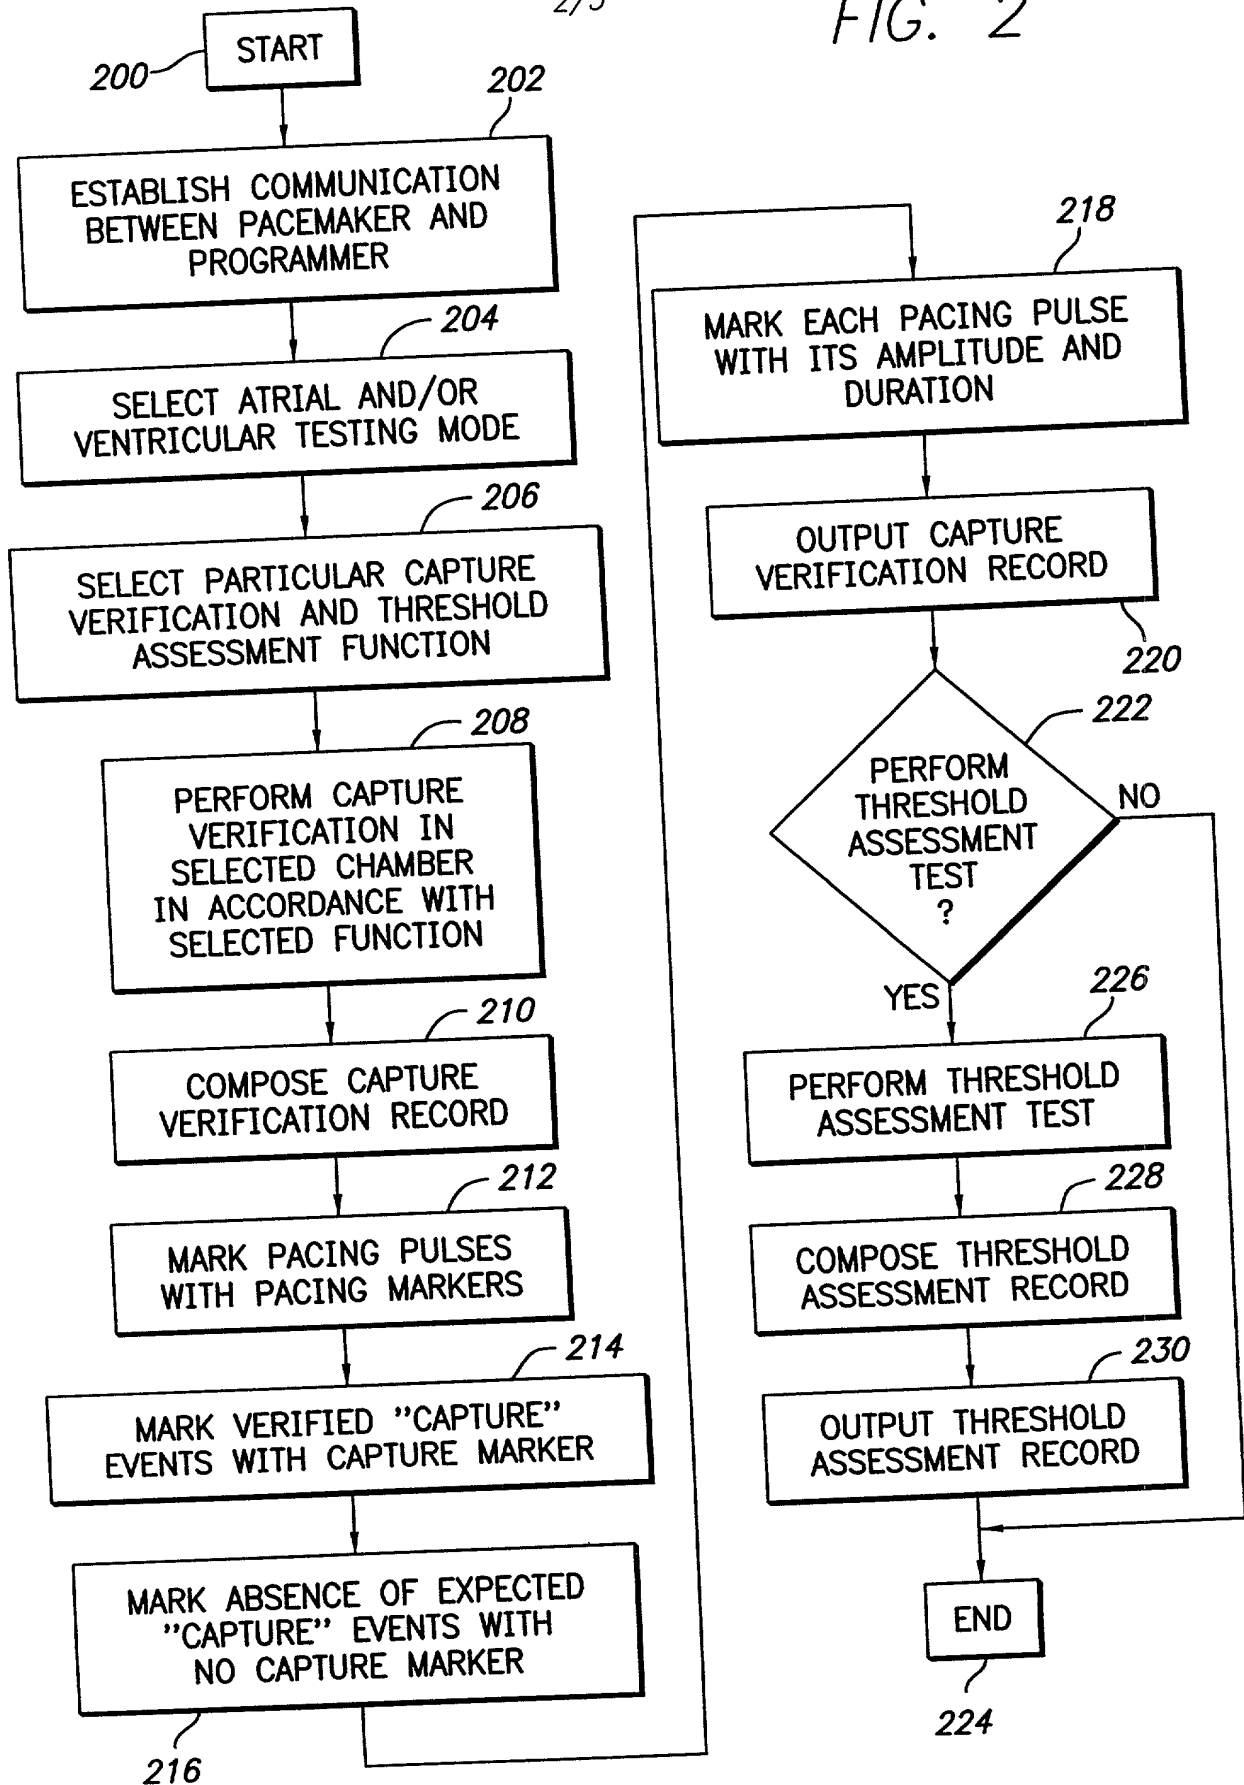 2/5
FIG. 2
START
200
202
ESTABLISH COMMUNICATION
BETWEEN PACEMAKER AND
PROGRAMMER
204
SELECT ATRIAL AND/OR
VENTRICULAR TESTING MODE
206
SELECT PARTICULAR CAPTURE
VERIFICATION AND THRESHOLD
ASSESSMENT FUNCTION
208
PERFORM CAPTURE
VERIFICATION IN
SELECTED CHAMBER
IN ACCORDANCE WITH
SELECTED FUNCTION
210
COMPOSE CAPTURE
VERIFICATION RECORD
212
MARK PACING PULSES
WITH PACING MARKERS
214
MARK VERIFIED "CAPTURE"
EVENTS WITH CAPTURE MARKER
MARK ABSENCE OF EXPECTED
"CAPTURE" EVENTS WITH
NO CAPTURE MARKER
216
218
MARK EACH PACING PULSE
WITH ITS AMPLITUDE AND
DURATION
OUTPUT CAPTURE
VERIFICATION RECORD
220
222
PERFORM
THRESHOLD
ASSESSMENT
TEST
?
NO
YES
226
PERFORM THRESHOLD
ASSESSMENT TEST
228
COMPOSE THRESHOLD
ASSESSMENT RECORD
230
OUTPUT THRESHOLD
ASSESSMENT RECORD
END
224